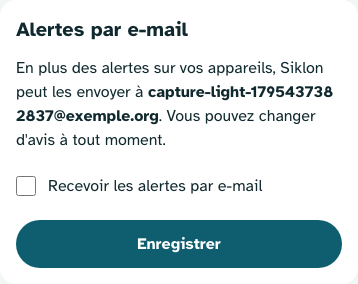 Alertes par e-mail
En plus des alertes sur vos appareils, Siklon
peut les envoyer à capture-light-179543738
2837@exemple.org. Vous pouvez changer
d'avis à tout moment.
Recevoir les alertes par e-mail
Enregistrer